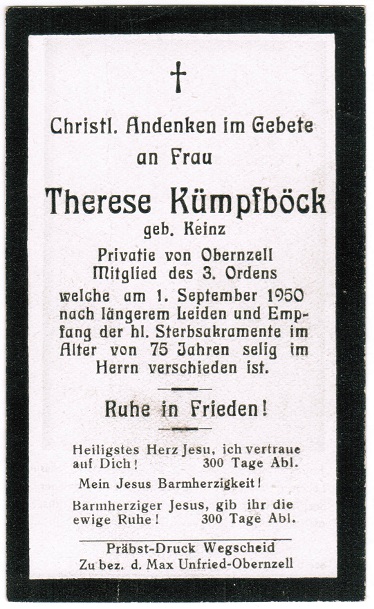 Christl. Andenken im Gebete
an Frau
Therese Kümpfböck
geb. Keinz
Privatie von Obernzell
Mitglied des 3. Ordens
welche am 1. September 1950
nach längerem Leiden und Emp-
fang der hl. Sterbsakramente im
Alter von 75 Jahren selig im
Herrn verschieden ist.
Ruhe in Frieden!
Heiligstes Herz Jesu, ich vertraue
auf Dich! 300 Tage Abl.
Mein Jesus Barmherzigkeit!
Barmherziger Jesus, gib ihr die
ewige Ruhe! 300 Tage Abl.
Präbst-Druck Wegscheid
Zu bez. d. Max Unfried-Obernzell